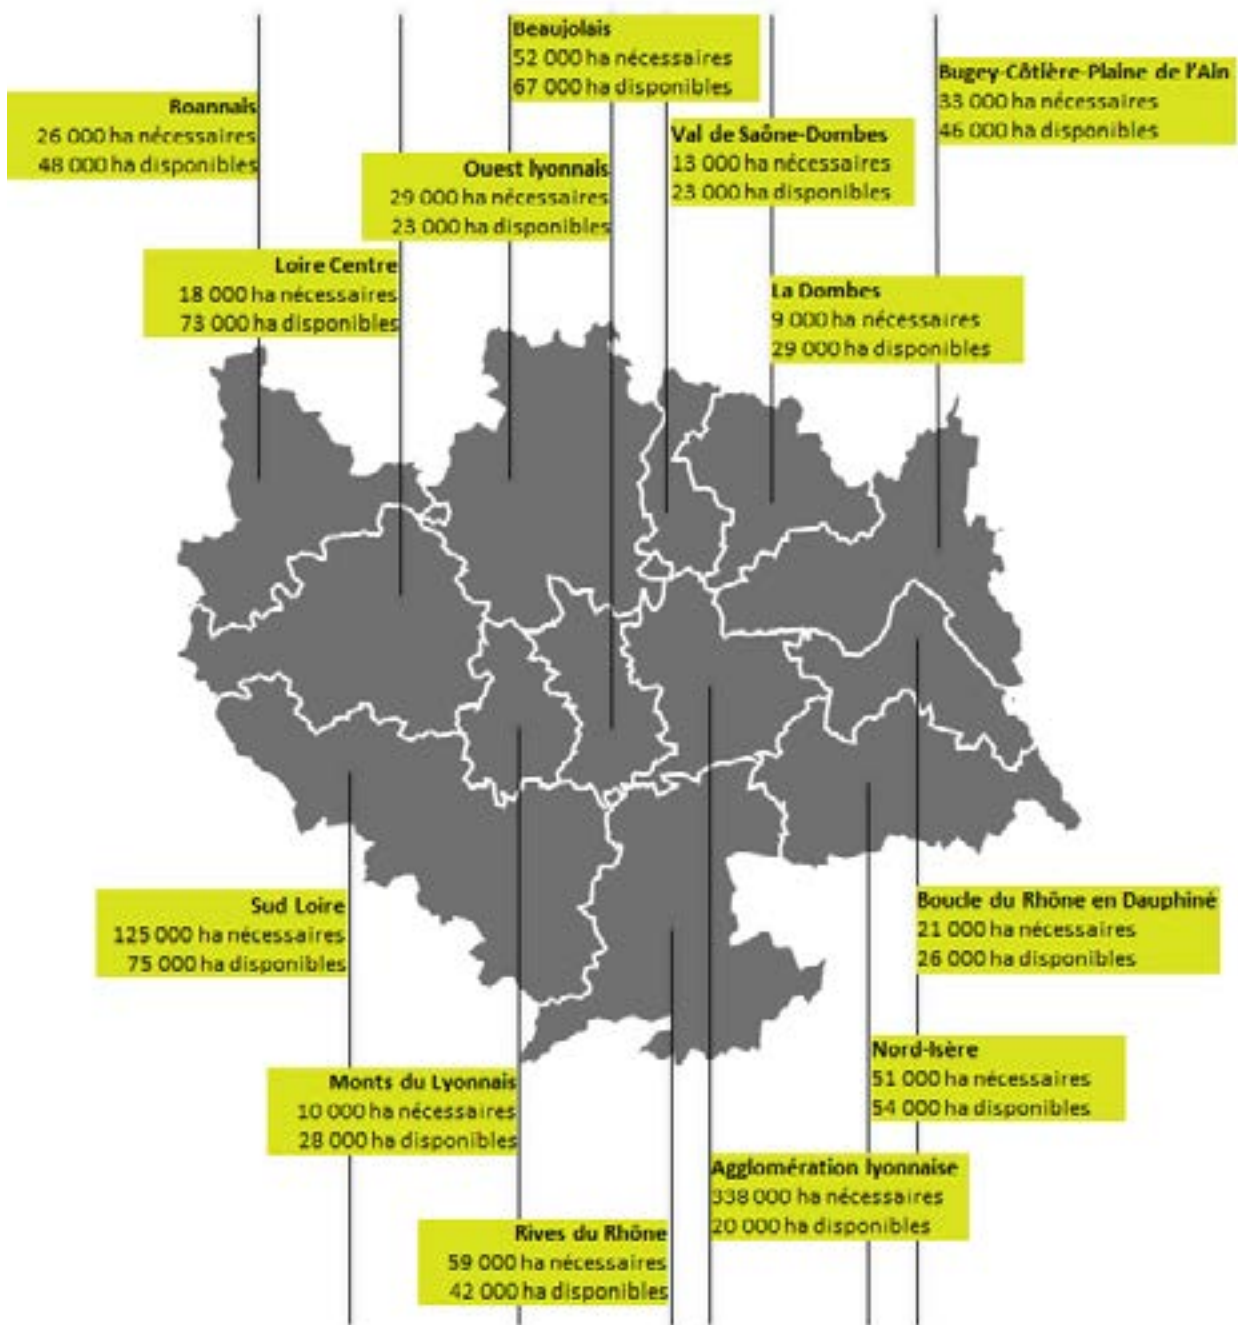 Beaujolais
52 000 ha nécessaires
67 000 ha disponibles
Bugey-Côtière-Plaine de l'Ain
33 000 ha nécessaires
46 000 ha disponibles
Roannais
26 000 ha nécessaires
48 000 ha disponibles
Val de Saône-Dombes
13 000 ha nécessaires
23 000 ha disponibles
Ouest lyonnais
29 000 ha nécessaires
23 000 ha disponibles
Loire Centre
18 000 ha nécessaires
73 000 ha disponibles
La Dombes
9 000 ha nécessaires
29 000 ha disponibles
Sud Loire
125 000 ha nécessaires
75 000 ha disponibles
Boucle du Rhône en Dauphiné
21 000 ha nécessaires
26 000 ha disponibles
Nord-Isère
51 000 ha nécessaires
54 000 ha disponibles
Monts du Lyonnais
10 000 ha nécessaires
28 000 ha disponibles
Agglomération lyonnaise
338 000 ha nécessaires
20 000 ha disponibles
Rives du Rhône
59 000 ha nécessaires
42 000 ha disponibles